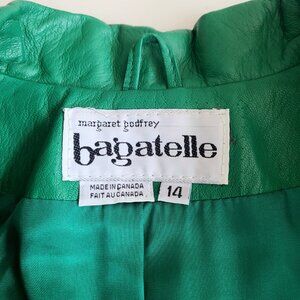 margaret godfrey
bagatelle
MADE IN CANADA
FAIT AU CANADA
14